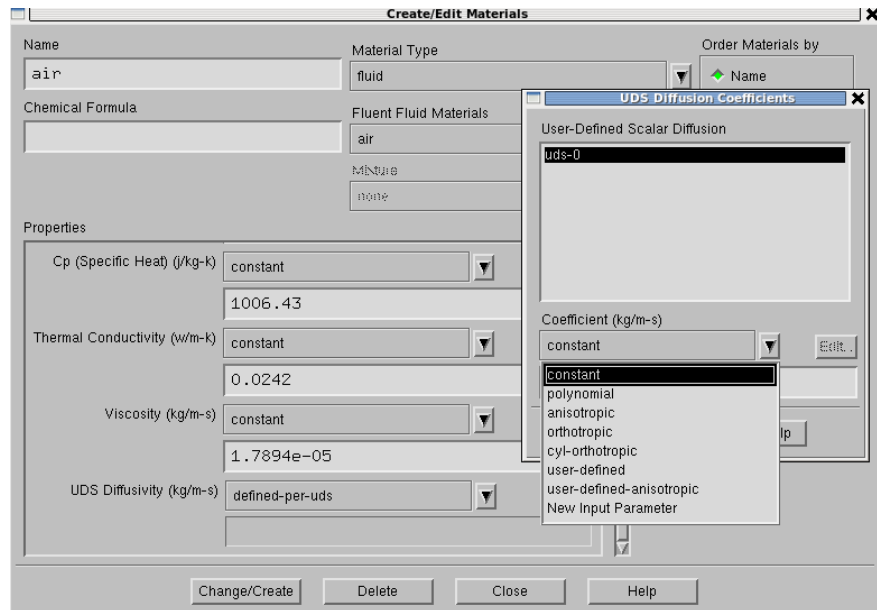 Create/Edit Materials
Name
air
Chemical Formula
Material Type
fluid
Fluent Fluid Materials
air
Mixture
none
Order Materials by
Name
Properties
Cp (Specific Heat) (j/kg-k)
constant
1006.43
Thermal Conductivity (w/m-k)
constant
0.0242
Viscosity (kg/m-s)
constant
1.7894e-05
UDS Diffusivity (kg/m-s)
defined-per-uds
UDS Diffusion Coefficients
User-Defined Scalar Diffusion
uds-0
Coefficient (kg/m-s)
constant
Edit..
constant
polynomial
anisotropic
orthotropic
cyl-orthotropic
user-defined
user-defined-anisotropic
New Input Parameter
lp
Change/Create
Delete
Close
Help